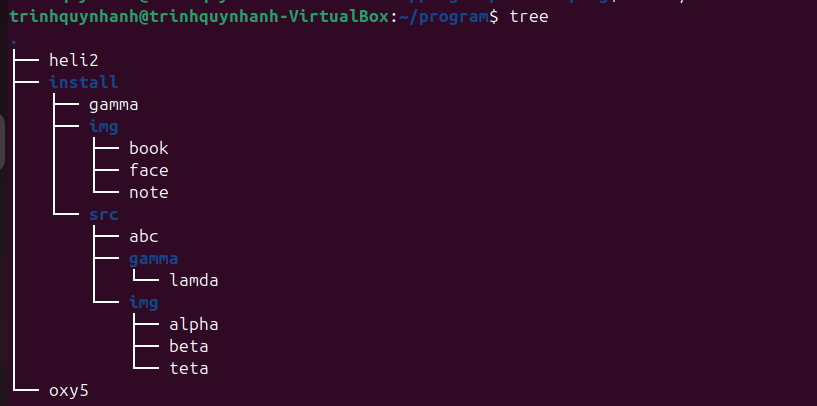 trinhquynhanh@trinhquynhanh-VirtualBox:~/program$ tree
.
├── heli2
├── install
│   ├── gamma
│   ├── img
│   │   ├── book
│   │   ├── face
│   │   └── note
│   └── src
│       ├── abc
│       ├── gamma
│       │   └── lamda
│       └── img
│           ├── alpha
│           ├── beta
│           └── teta
└── oxy5